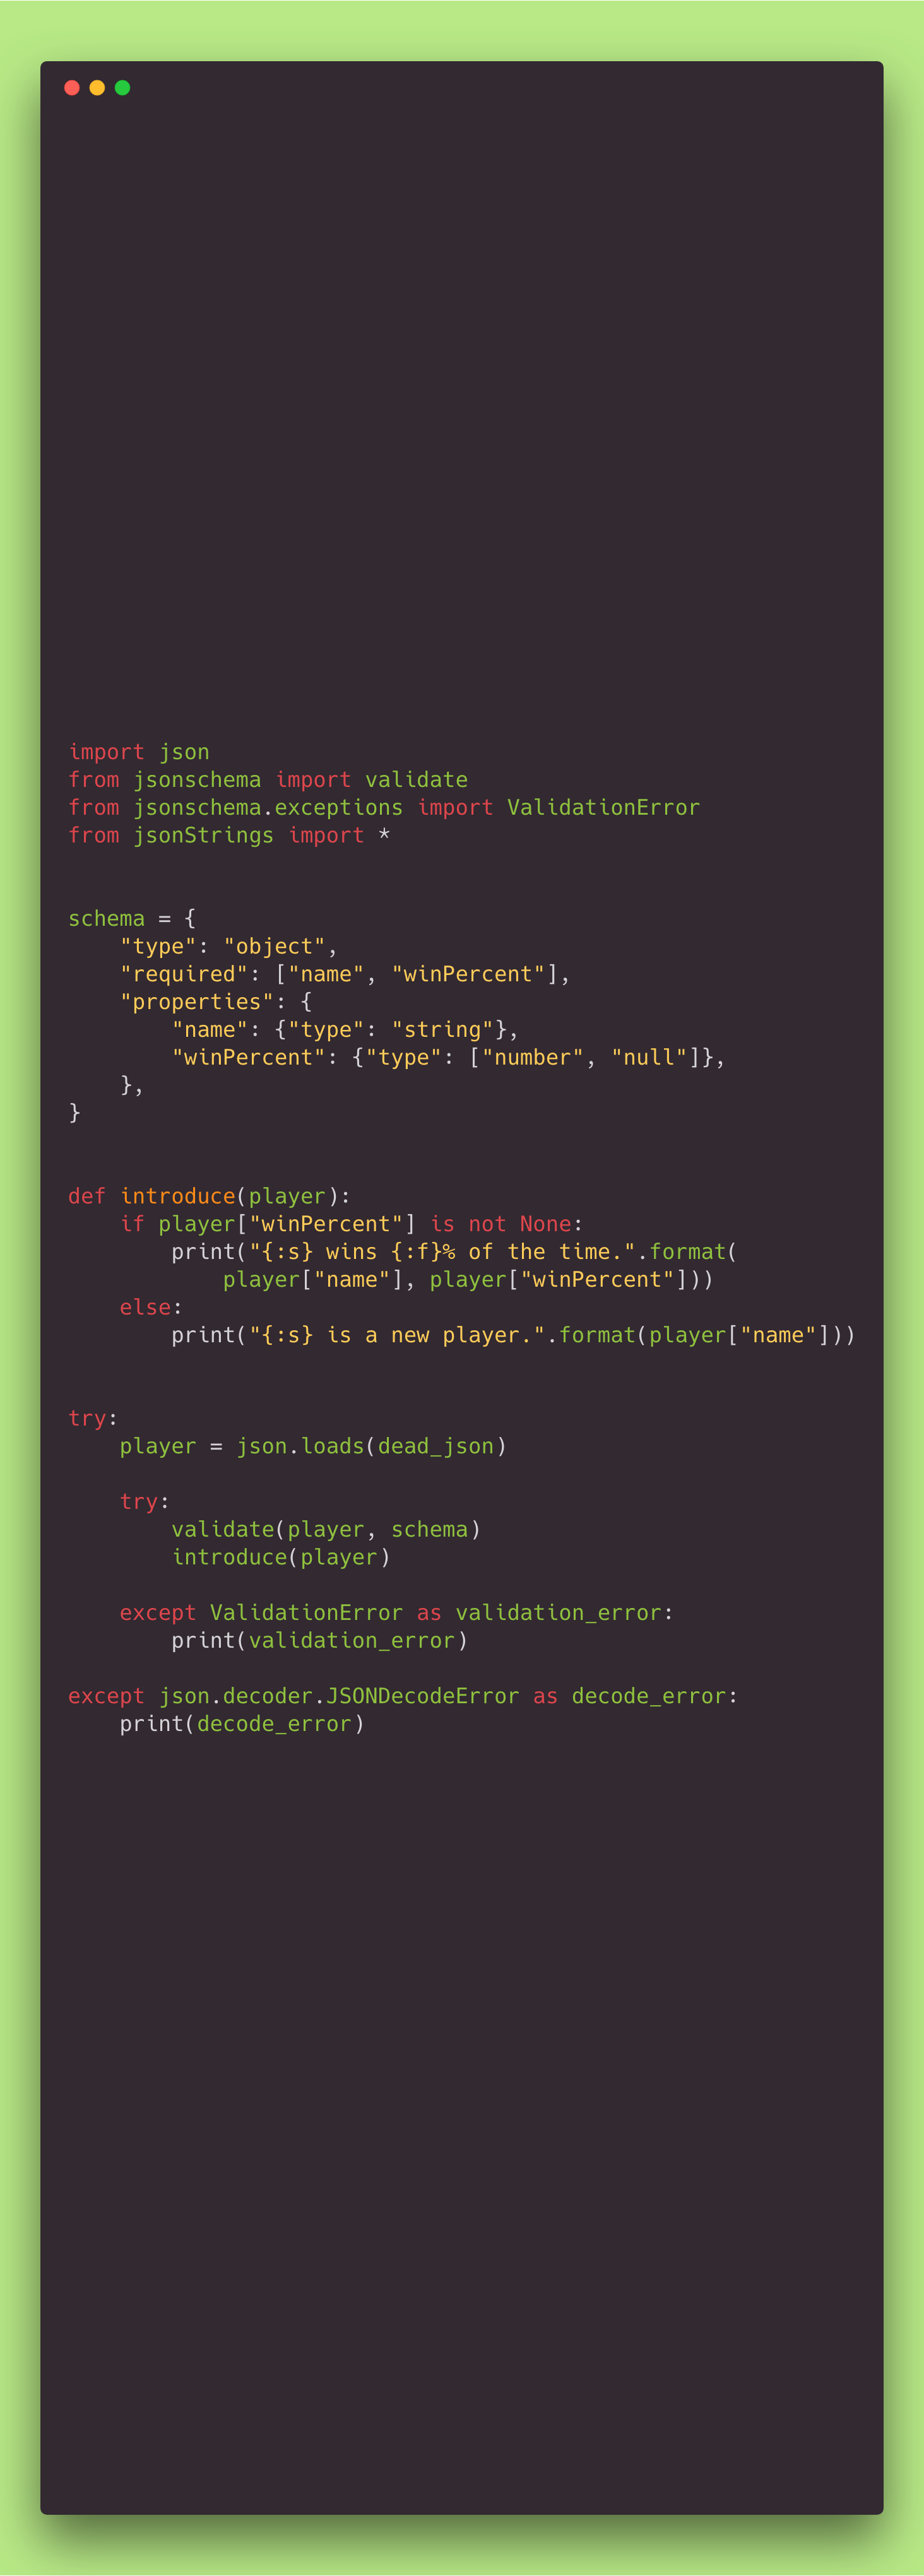 import json
from jsonschema import validate
from jsonschema.exceptions import ValidationError
from jsonStrings import *


schema = {
    "type": "object",
    "required": ["name", "winPercent"],
    "properties": {
        "name": {"type": "string"},
        "winPercent": {"type": ["number", "null"]},
    },
}


def introduce(player):
    if player["winPercent"] is not None:
        print("{:s} wins {:f}% of the time.".format(
            player["name"], player["winPercent"]))
    else:
        print("{:s} is a new player.".format(player["name"]))


try:
    player = json.loads(dead_json)

    try:
        validate(player, schema)
        introduce(player)

    except ValidationError as validation_error:
        print(validation_error)

except json.decoder.JSONDecodeError as decode_error:
    print(decode_error)